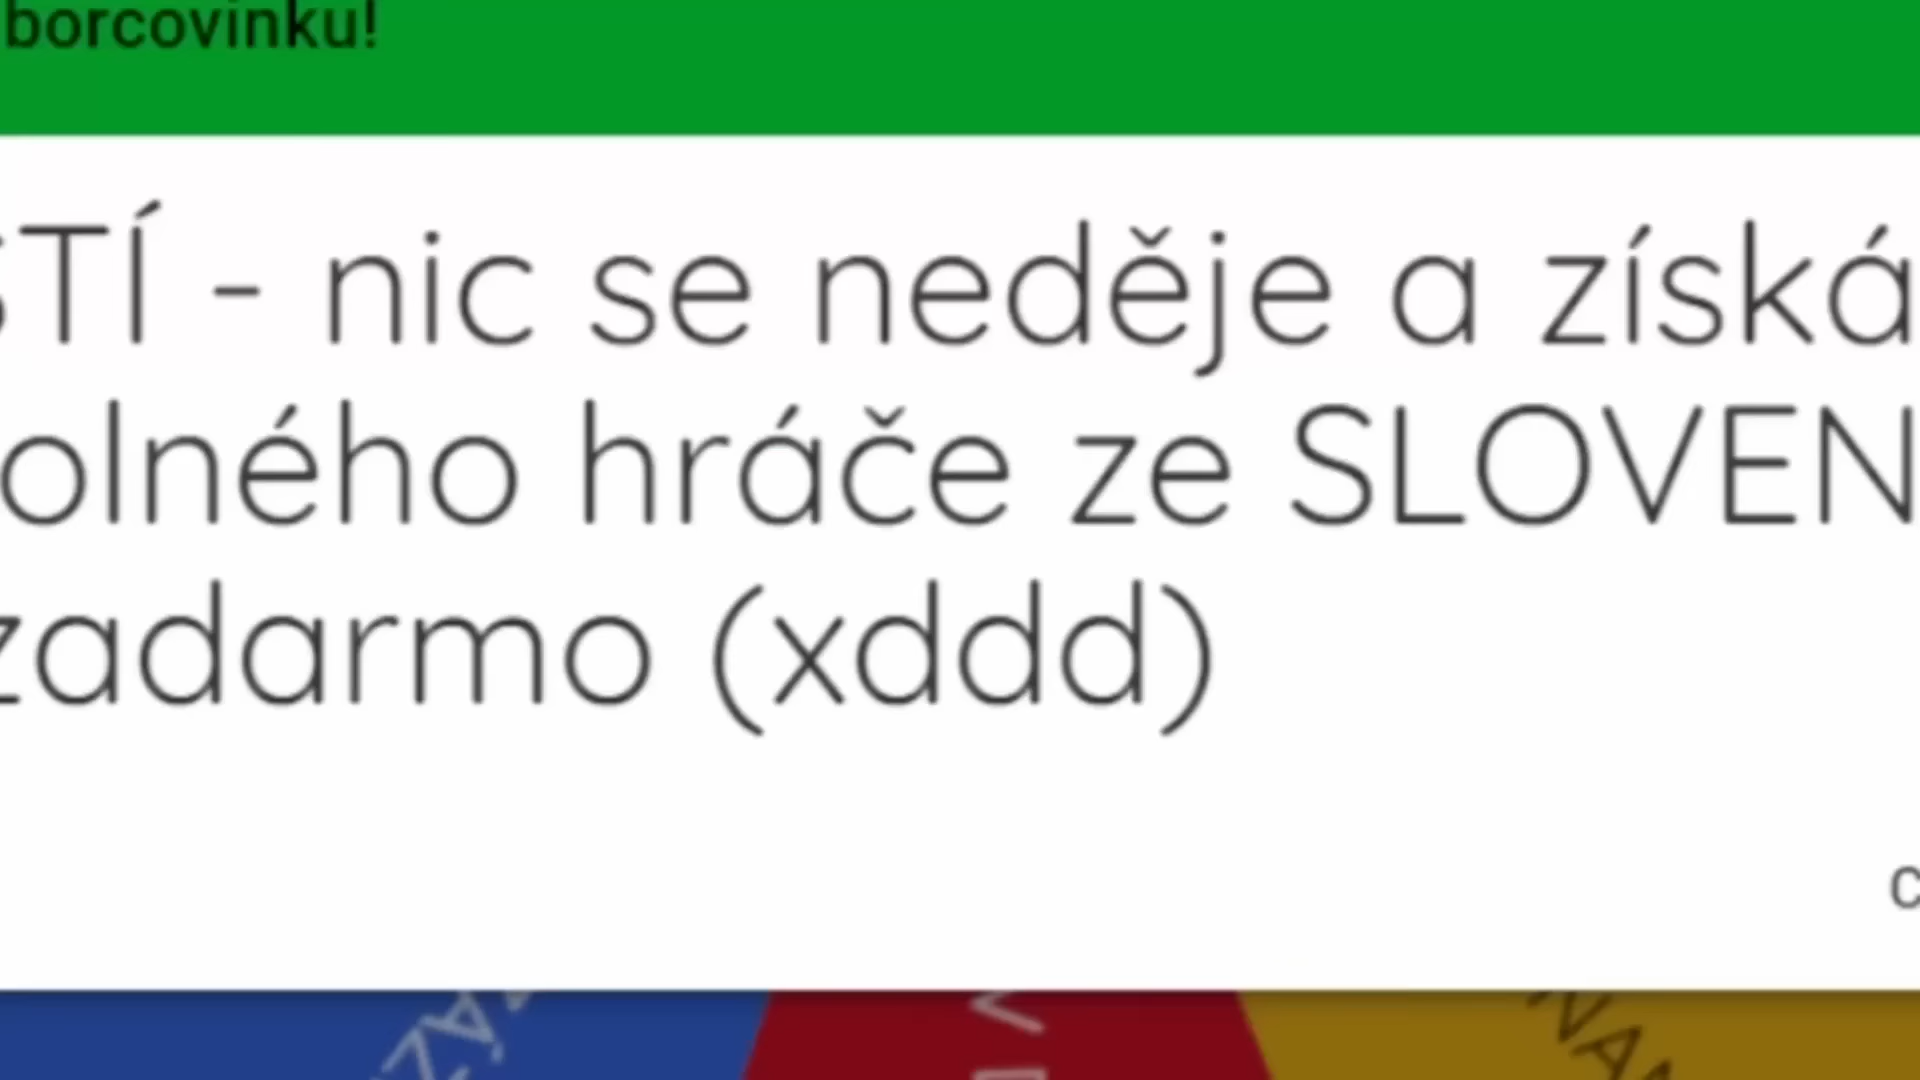 borcovinku!
STÍ - nic se neděje a získá
olného hráče ze SLOVEN
zadarmo (xddd)